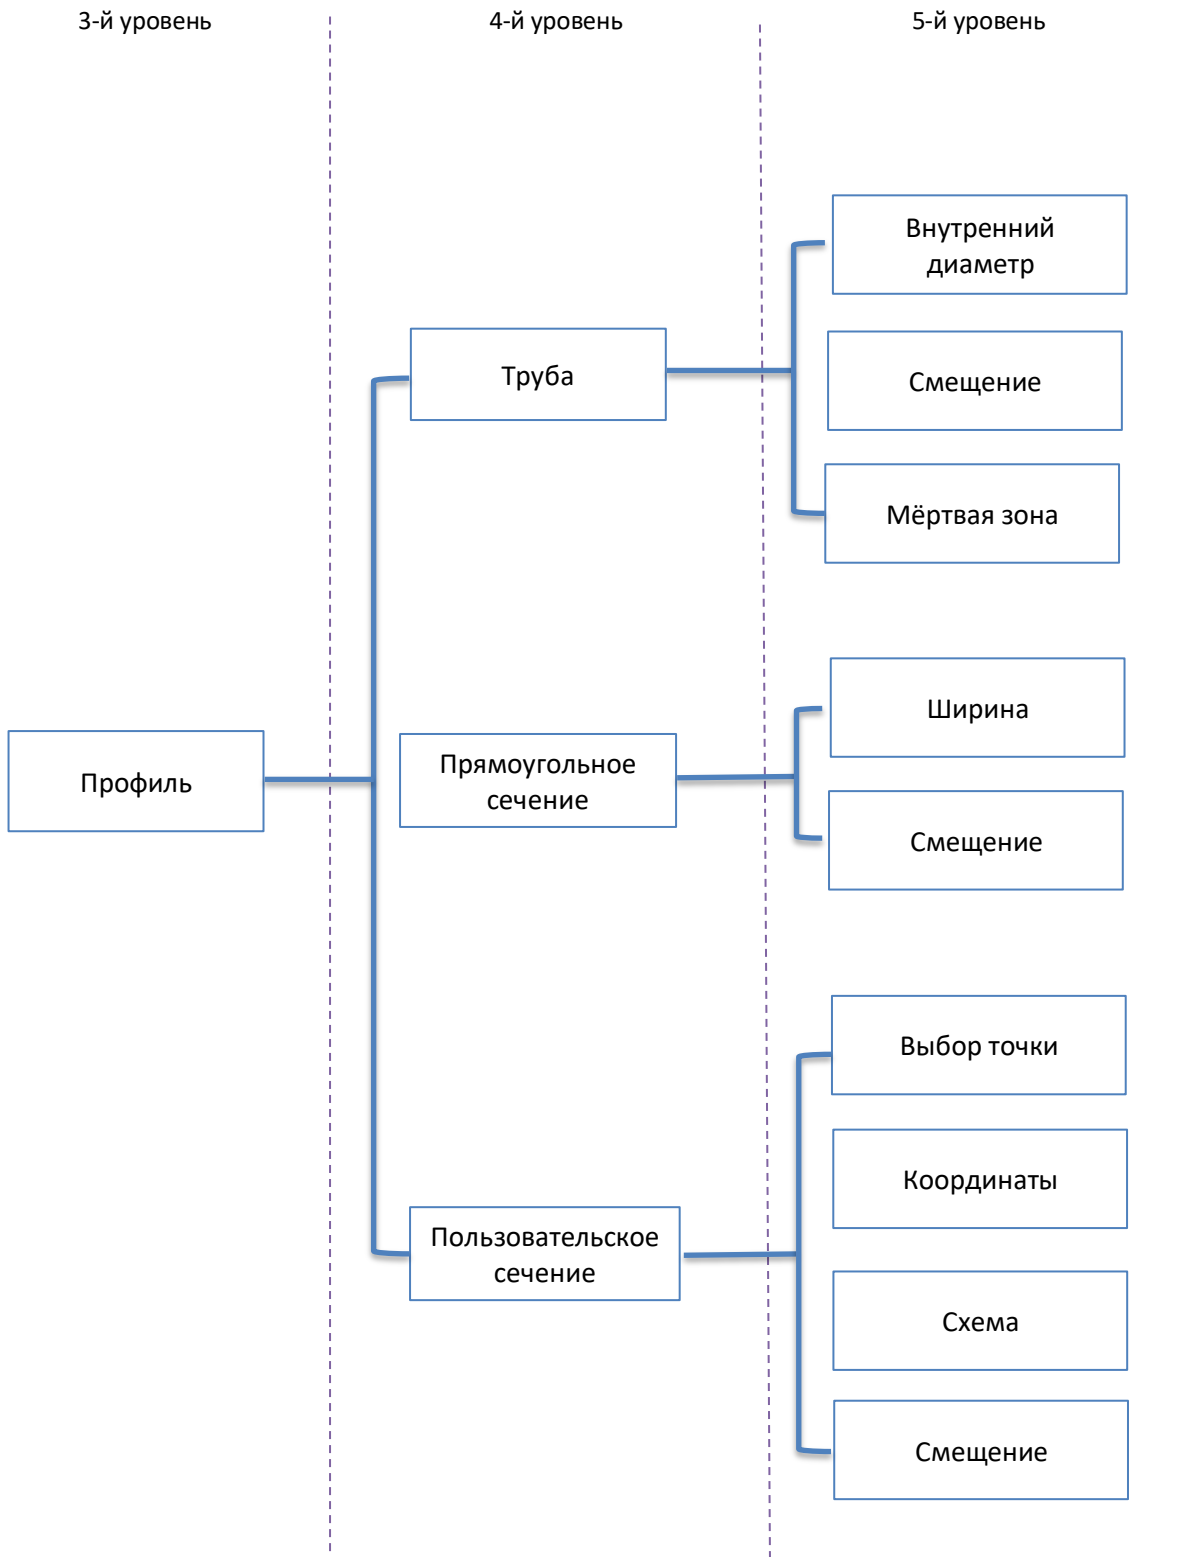 3-й уровень
4-й уровень
5-й уровень
Внутренний
диаметр
Труба
Смещение
Мёртвая зона
Ширина
Профиль
Прямоугольное
сечение
Смещение
Выбор точки
Координаты
Пользовательское
сечение
Схема
Смещение